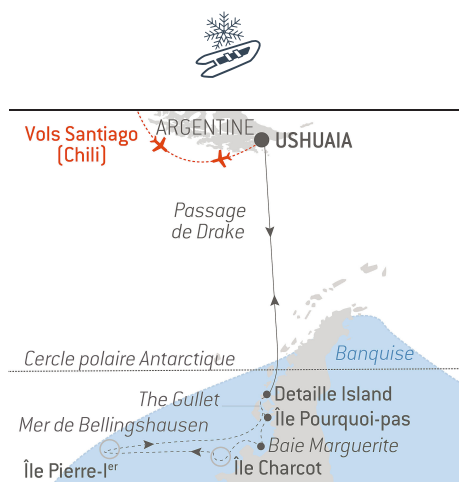 ARGENTINE
Vols Santiago
(Chili)
USHUAIA
Passage
de Drake
Cercle polaire Antarctique
Banquise
The Gullet
Detaille Island
Île Pourquoi-pas
Mer de Bellingshausen
Baie Marguerite
Île Pierre-Iᵉʳ
Île Charcot